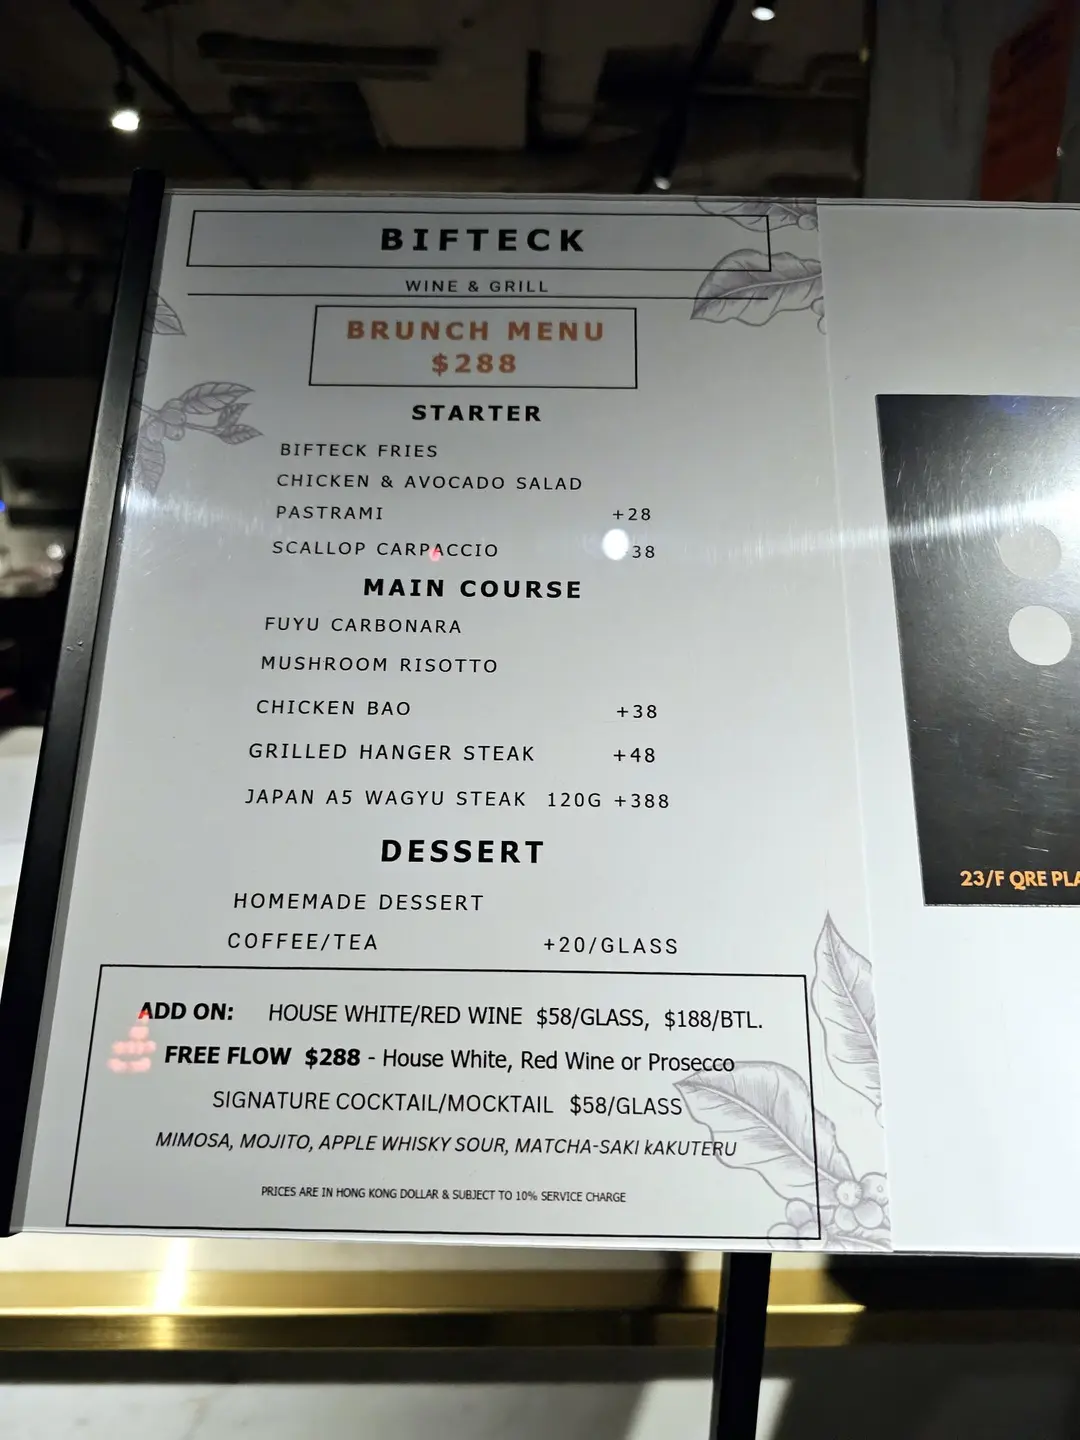 BIFTECK
WINE & GRILL
BRUNCH MENU
$288
STARTER
BIFTECK FRIES
CHICKEN & AVOCADO SALAD
PASTRAMI +28
SCALLOP CARPACCIO 38
MAIN COURSE
FUYU CARBONARA
MUSHROOM RISOTTO
CHICKEN BAO +38
GRILLED HANGER STEAK +48
JAPAN A5 WAGYU STEAK 120G +388
DESSERT
HOMEMADE DESSERT
COFFEE/TEA +20/GLASS
ADD ON: HOUSE WHITE/RED WINE $58/GLASS, $188/BTL.
FREE FLOW $288 - House White, Red Wine or Prosecco
SIGNATURE COCKTAIL/MOCKTAIL $58/GLASS
MIMOSA, MOJITO, APPLE WHISKY SOUR, MATCHA-SAKI kAKUTERU
PRICES ARE IN HONG KONG DOLLAR & SUBJECT TO 10% SERVICE CHARGE
23/F QRE PLA